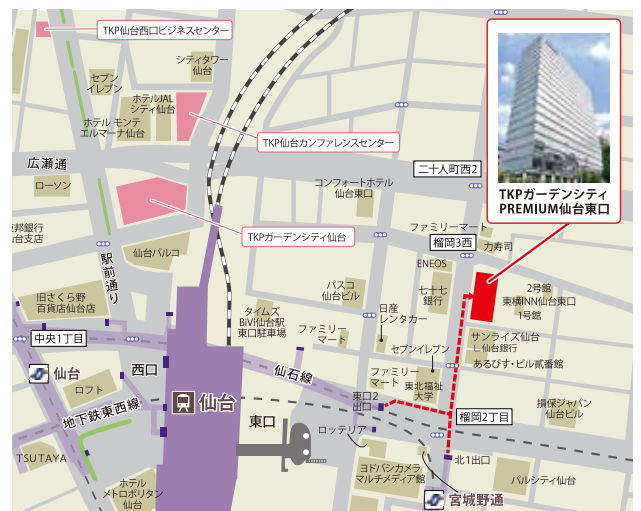 TKP仙台西口ビジネスセンター
シティタワー
仙台
セブン
イレブン
ホテルJAL
シティ仙台
ホテル モンテ
エルマーナ仙台
TKP仙台カンファレンスセンター
TKPガーデンシティ
PREMIUM仙台東口
広瀬通
二十人町西2
ローソン
コンフォートホテル
仙台東口
TKPガーデンシティ仙台
邦銀行
台支店
ファミリーマート
榴岡3西
力寿司
仙台パルコ
駅前通り
ENEOS
七十七
銀行
2号館
東横INN仙台東口
1号館
パスコ
仙台ビル
旧さくら野
百貨店仙台店
タイムズ
BiVi仙台駅
東口駐車場
日産
レンタカー
ファミリー
マート
中央1丁目
サンライズ仙台
∟仙台銀行
あるびす・ビル貳番館
セブンイレブン
西口
仙石線
仙台
ロフト
仙台
ファミリー
マート
東北福祉
大学
東口2
出口
地下鉄東西線
東口
ロッテリア
榴岡2丁目
損保ジャパン
仙台ビル
TSUTAYA
北1出口
ヨドバシカメラ
マルチメディア館
パルシティ仙台
ホテル
メトロポリタン
仙台
宮城野通